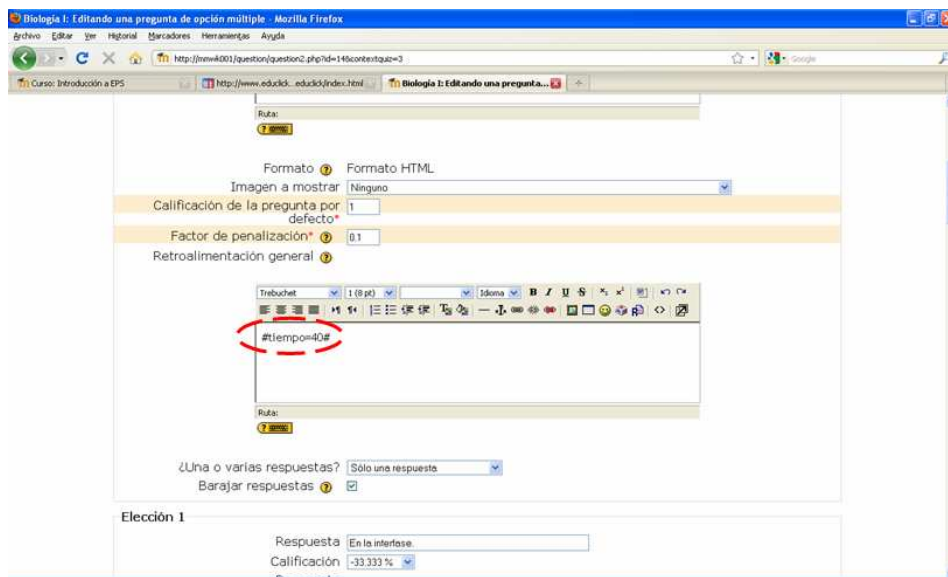 Biología I: Editando una pregunta de opción múltiple - Mozilla Firefox
Archivo Editar Ver Historial Marcadores Herramientas Ayuda
Google
Curso: Introducción a EPS
Biología I: Editando una pregunta...
Ruta:
Formato Formato HTML
Imagen a mostrar Ninguno
Calificación de la pregunta por defecto* 1
Factor de penalización* 0.1
Retroalimentación general
Trebuchet 1 (8 pt) Idioma B I U S
#tiempo=40#
Ruta:
¿Una o varias respuestas? Sólo una respuesta
Barajar respuestas
Elección 1
Respuesta En la interfase.
Calificación -33.333 %